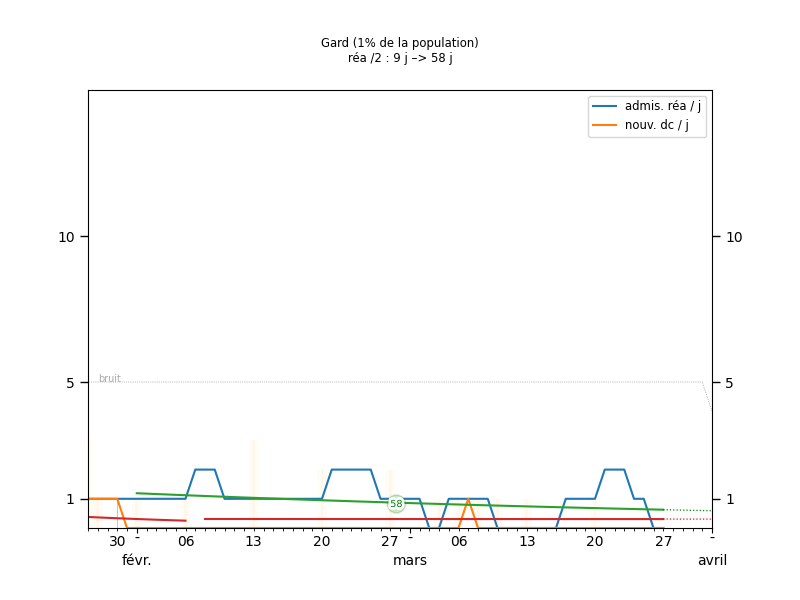 Gard (1% de la population)
réa /2 : 9 j –> 58 j
admis. réa / j
nouv. dc / j
10
10
bruit
5
5
58
1
1
30
-
06
13
20
27
-
06
13
20
27
-
févr.
mars
avril